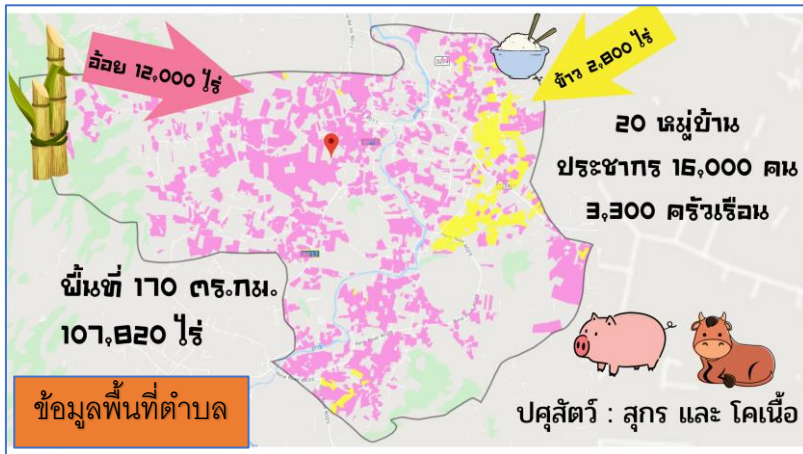 อ้อย 12,000 ไร่
ข้าว 2,800 ไร่
20 หมู่บ้าน
ประชากร 16,000 คน
3,300 ครัวเรือน
พื้นที่ 170 ตร.กม.
107,820 ไร่
ข้อมูลพื้นที่ตำบล
ปศุสัตว์ : สุกร และ โคเนื้อ